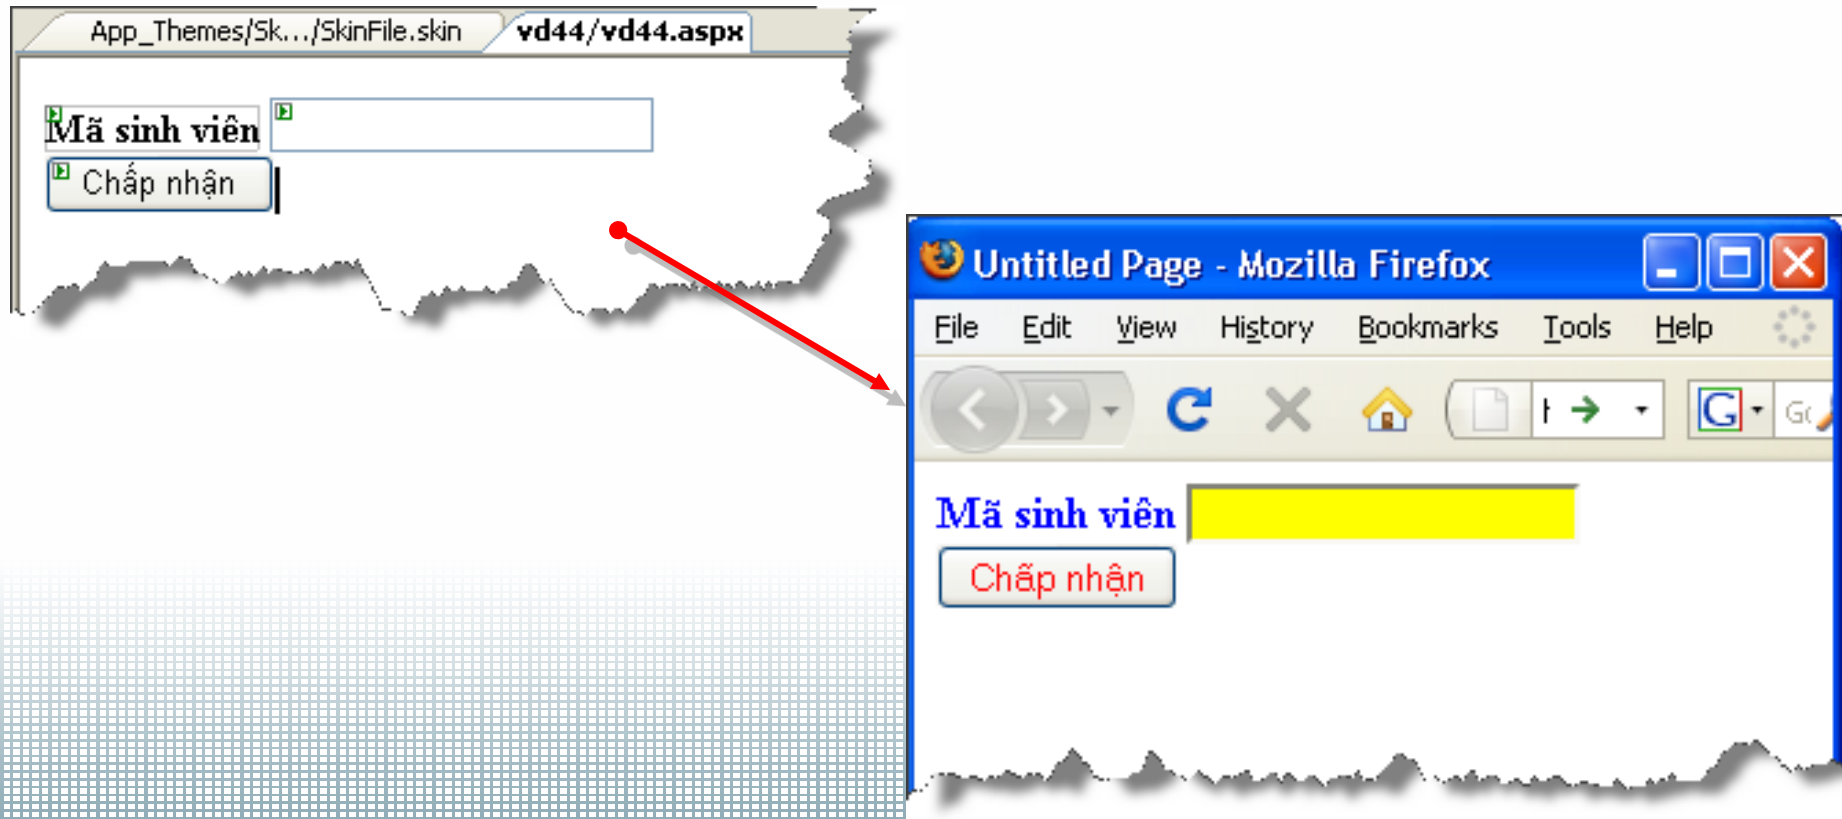 App_Themes/Sk.../SkinFile.skin vd44/vd44.aspx
Mã sinh viên
Chấp nhận
Untitled Page - Mozilla Firefox
File Edit View History Bookmarks Tools Help
G
Mã sinh viên
Chấp nhận